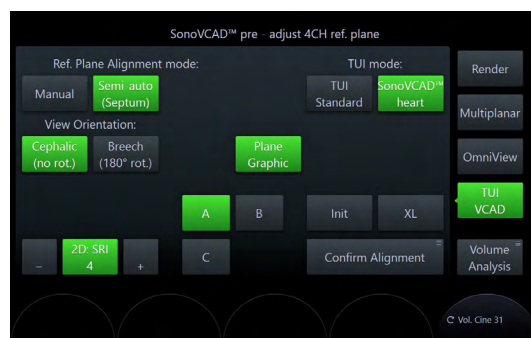 SonoVCAD™ pre - adjust 4CH ref. plane
Ref. Plane Alignment mode:
TUI mode:
Render
Manual
Semi auto
(Septum)
TUI
Standard
SonoVCAD™
heart
Multiplanar
View Orientation:
Cephalic
(no rot.)
Breech
(180° rot.)
Plane
Graphic
OmniView
A
B
Init
XL
TUI
VCAD
–
2D: SRI
4
+
C
Confirm Alignment
Volume
Analysis
Vol. Cine 31